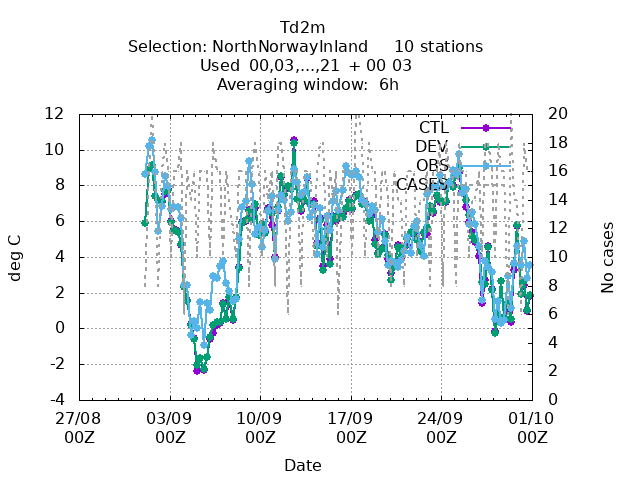 Td2m
Selection: NorthNorwayInland     10 stations
Used 00,03,...,21 + 00 03
Averaging window: 6h
12
10
8
6
4
2
0
-2
-4
20
18
16
14
12
10
8
6
4
2
0
CTL
DEV
OBS
CASES
deg C
No cases
27/08 03/09 10/09 17/09 24/09 01/10
00Z 00Z 00Z 00Z 00Z 00Z
Date